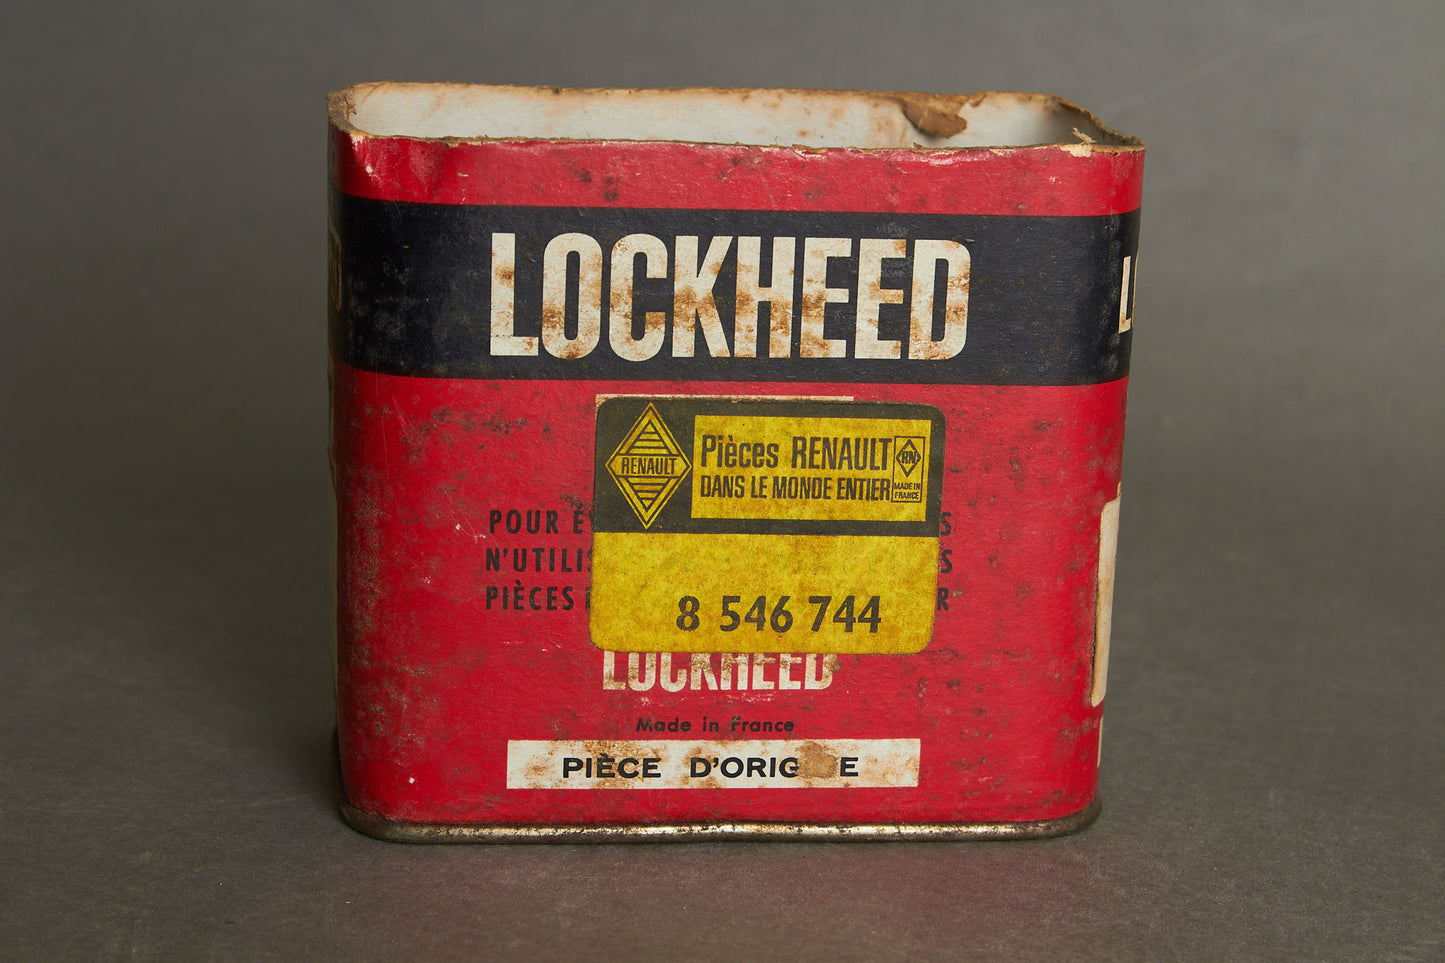 LOCKHEED
RENAULT
Pièces RENAULT
DANS LE MONDE ENTIER
RN
MADE IN
FRANCE
POUR
PIÈCES
8 546 744
LOCKHEED
Made in France
PIÈCE D'ORIG E